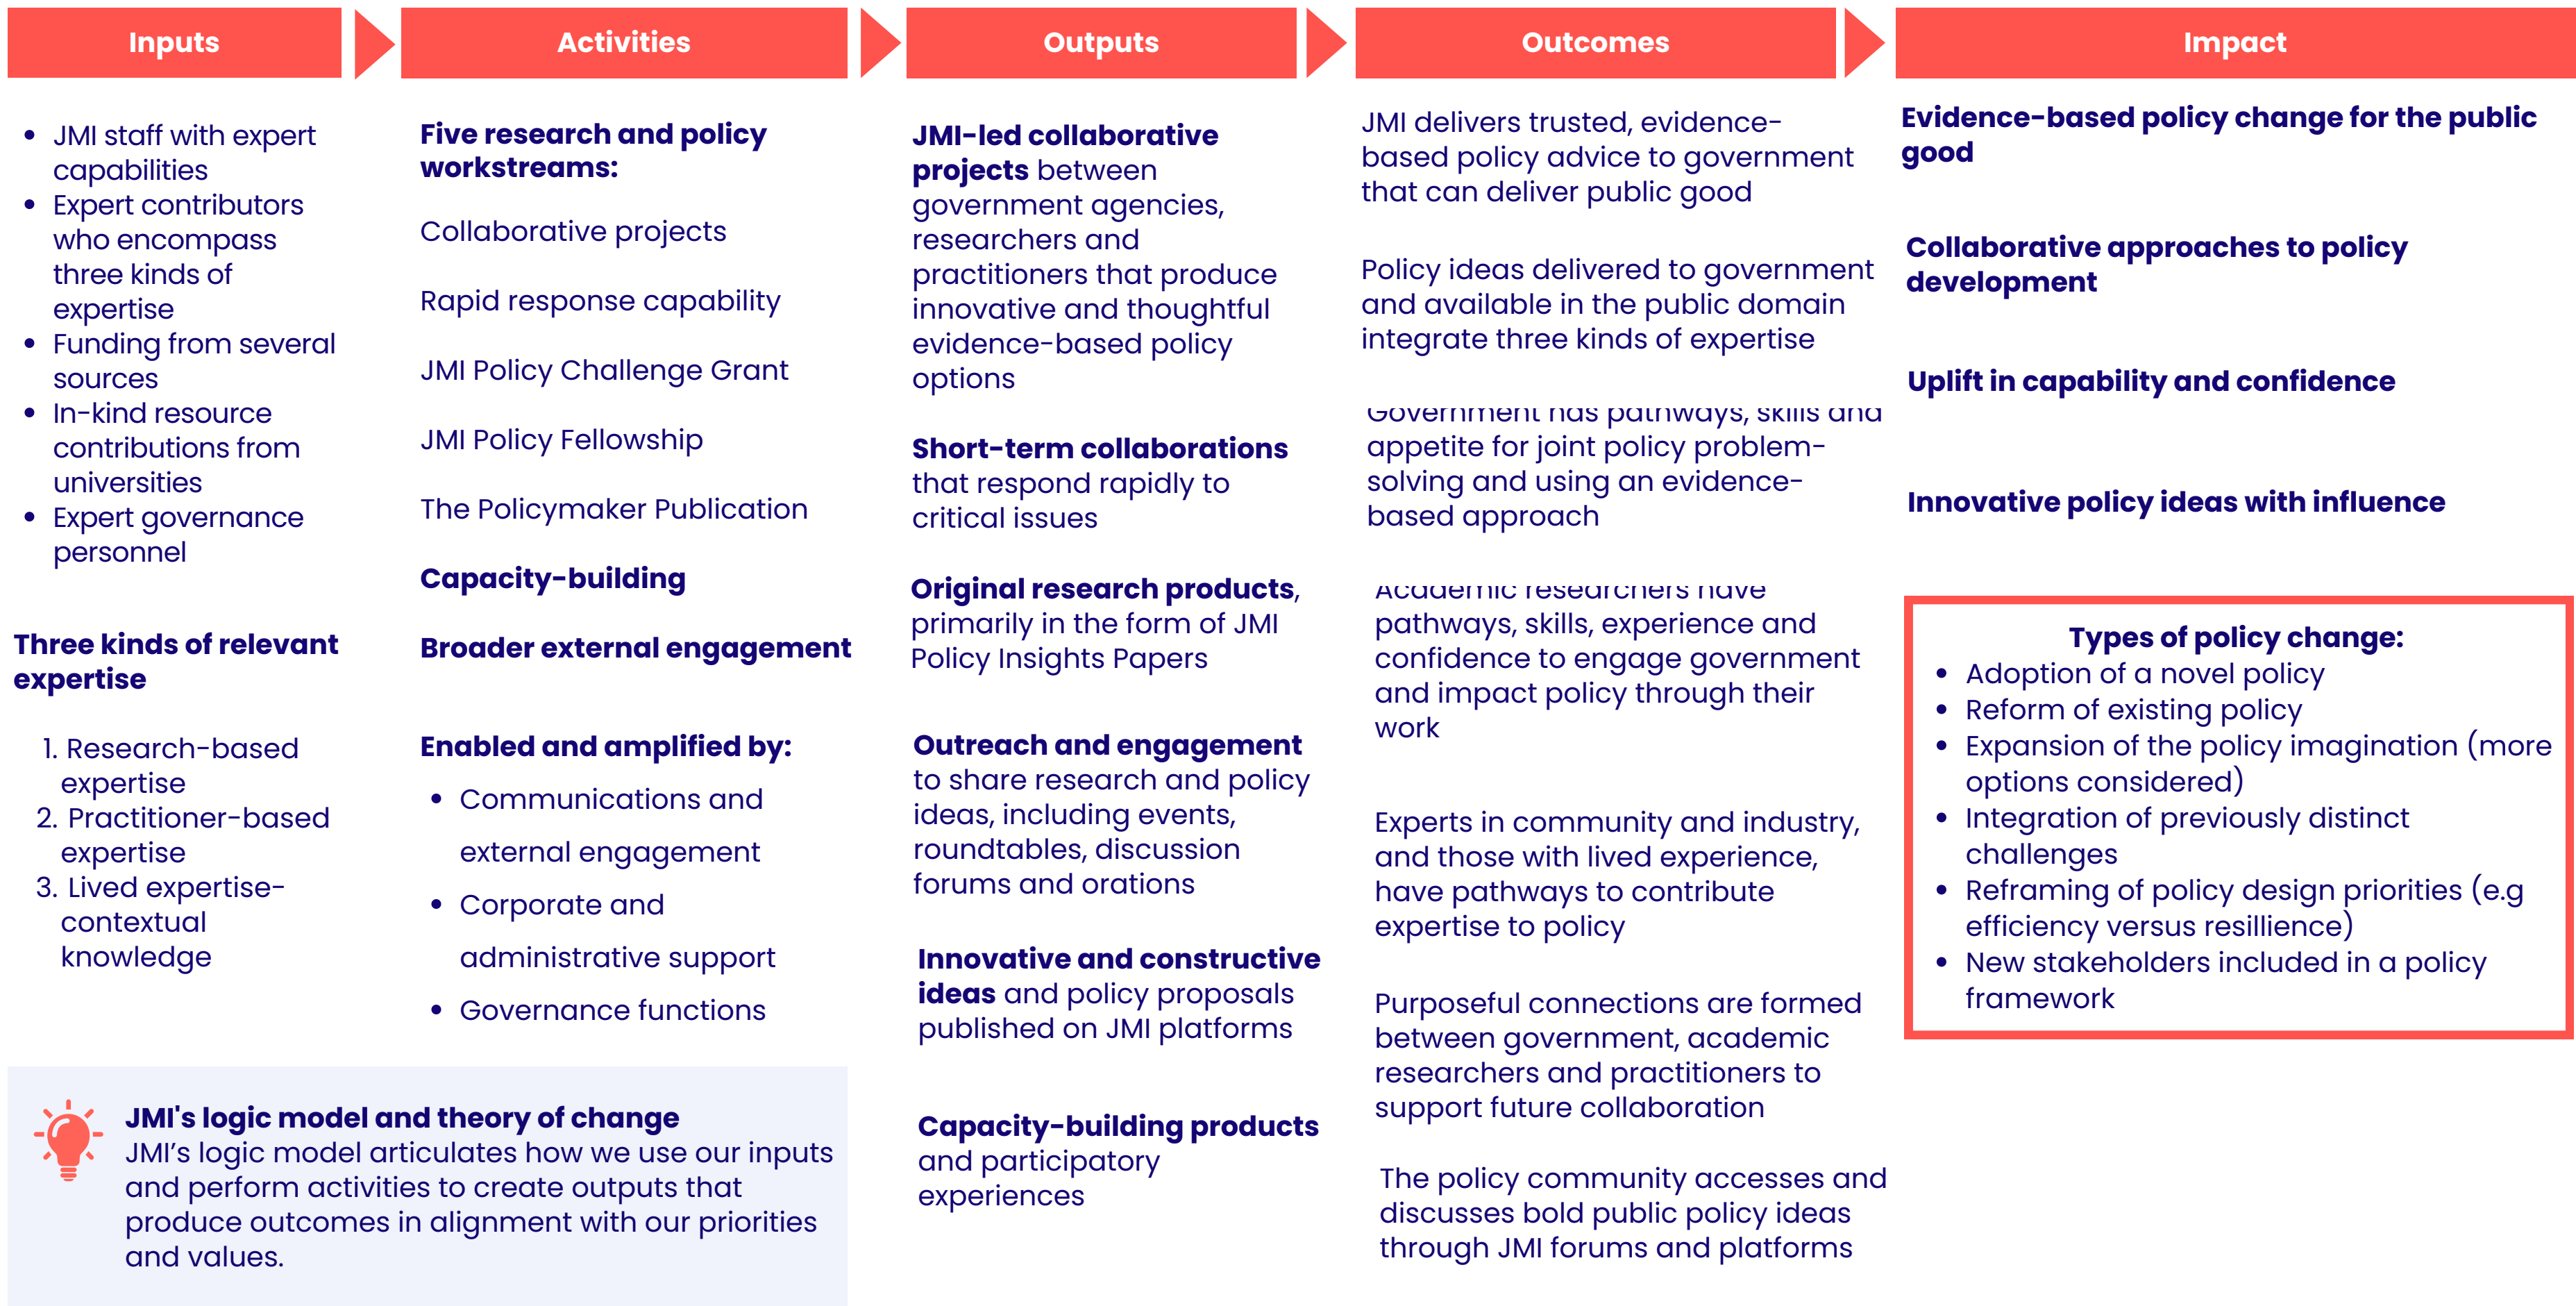 Inputs
Activities
Outputs
Outcomes
Impact
• JMI staff with expert
capabilities
• Expert contributors
who encompass
three kinds of
expertise
• Funding from several
sources
• In-kind resource
contributions from
universities
• Expert governance
personnel
Three kinds of relevant
expertise
1. Research-based
expertise
2. Practitioner-based
expertise
3. Lived expertise-
contextual
knowledge
Five research and policy
workstreams:
Collaborative projects
Rapid response capability
JMI Policy Challenge Grant
JMI Policy Fellowship
The Policymaker Publication
Capacity-building
Broader external engagement
Enabled and amplified by:
• Communications and
external engagement
• Corporate and
administrative support
• Governance functions
JMI's logic model and theory of change
JMI’s logic model articulates how we use our inputs
and perform activities to create outputs that
produce outcomes in alignment with our priorities
and values.
JMI-led collaborative
projects between
government agencies,
researchers and
practitioners that produce
innovative and thoughtful
evidence-based policy
options
Short-term collaborations
that respond rapidly to
critical issues
Original research products,
primarily in the form of JMI
Policy Insights Papers
Outreach and engagement
to share research and policy
ideas, including events,
roundtables, discussion
forums and orations
Innovative and constructive
ideas and policy proposals
published on JMI platforms
Capacity-building products
and participatory
experiences
JMI delivers trusted, evidence-
based policy advice to government
that can deliver public good
Policy ideas delivered to government
and available in the public domain
integrate three kinds of expertise
Government has pathways, skills and
appetite for joint policy problem-
solving and using an evidence-
based approach
Academic researchers have
pathways, skills, experience and
confidence to engage government
and impact policy through their
work
Experts in community and industry,
and those with lived experience,
have pathways to contribute
expertise to policy
Purposeful connections are formed
between government, academic
researchers and practitioners to
support future collaboration
The policy community accesses and
discusses bold public policy ideas
through JMI forums and platforms
Evidence-based policy change for the public
good
Collaborative approaches to policy
development
Uplift in capability and confidence
Innovative policy ideas with influence
Types of policy change:
• Adoption of a novel policy
• Reform of existing policy
• Expansion of the policy imagination (more
options considered)
• Integration of previously distinct
challenges
• Reframing of policy design priorities (e.g
efficiency versus resillience)
• New stakeholders included in a policy
framework